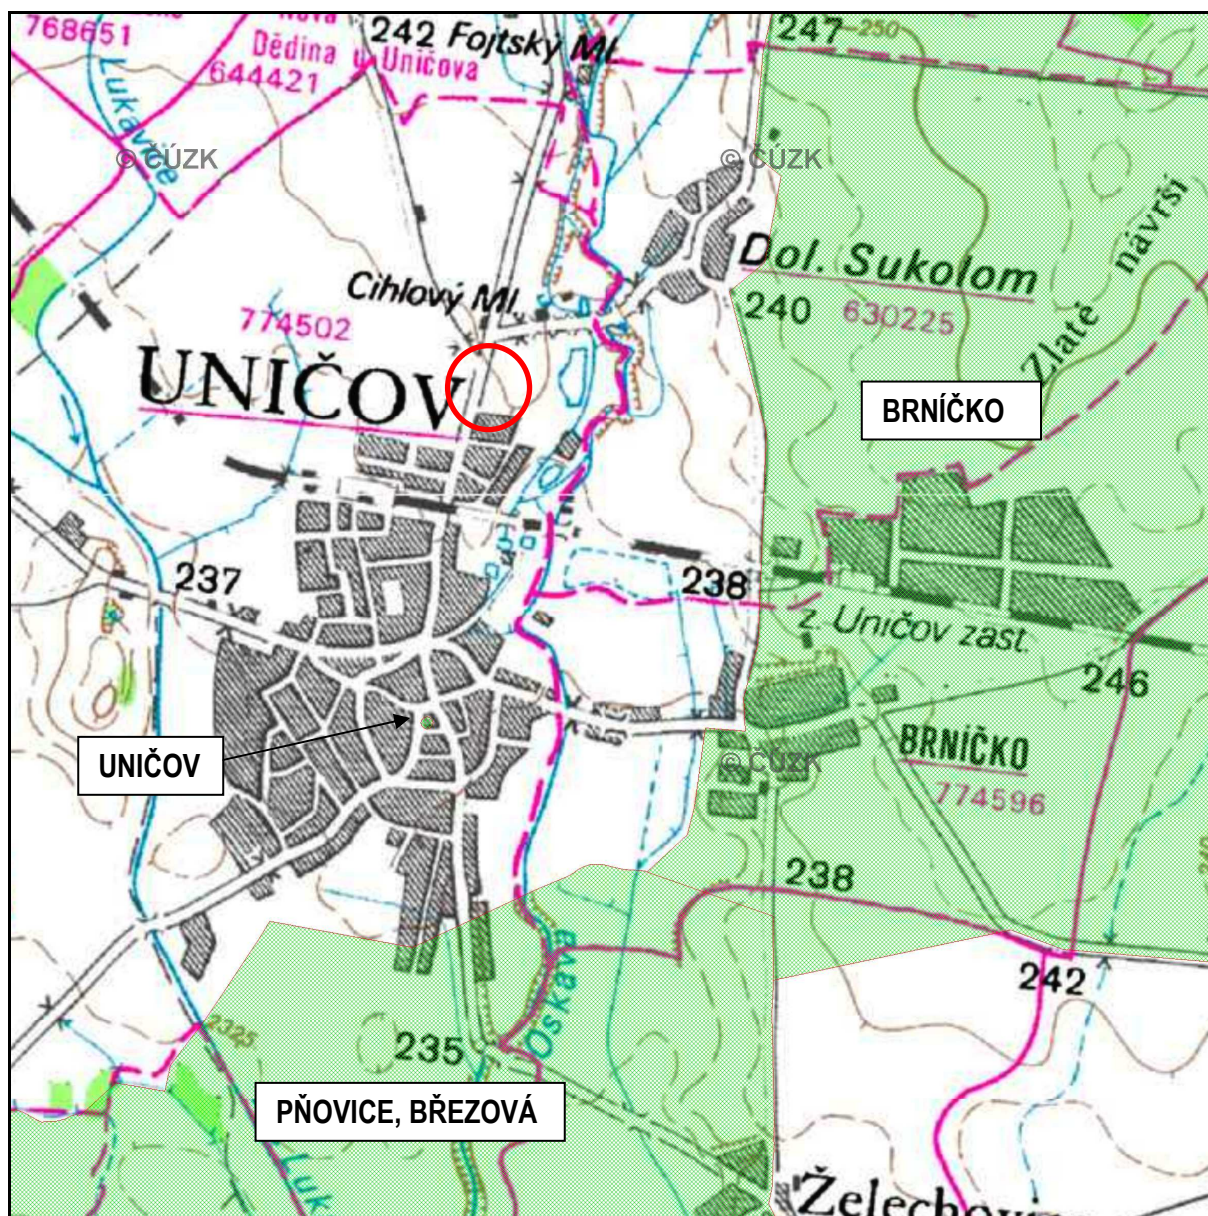 768651
Nová
Dědina u Uničova
644421
242
Fojtský Ml.
247
250
Lukavice
© ČÚZK
© ČÚZK
návrší
Zlaté
Dol. Sukolom
240
630225
Cihlový Ml.
774502
UNIČOV
BRNÍČKO
237
238
z. Uničov zast.
246
UNIČOV
BRNÍČKO
© ČÚZK
774596
238
240
Oskava
242
2325
235
PŇOVICE, BŘEZOVÁ
Luk
Želechovice